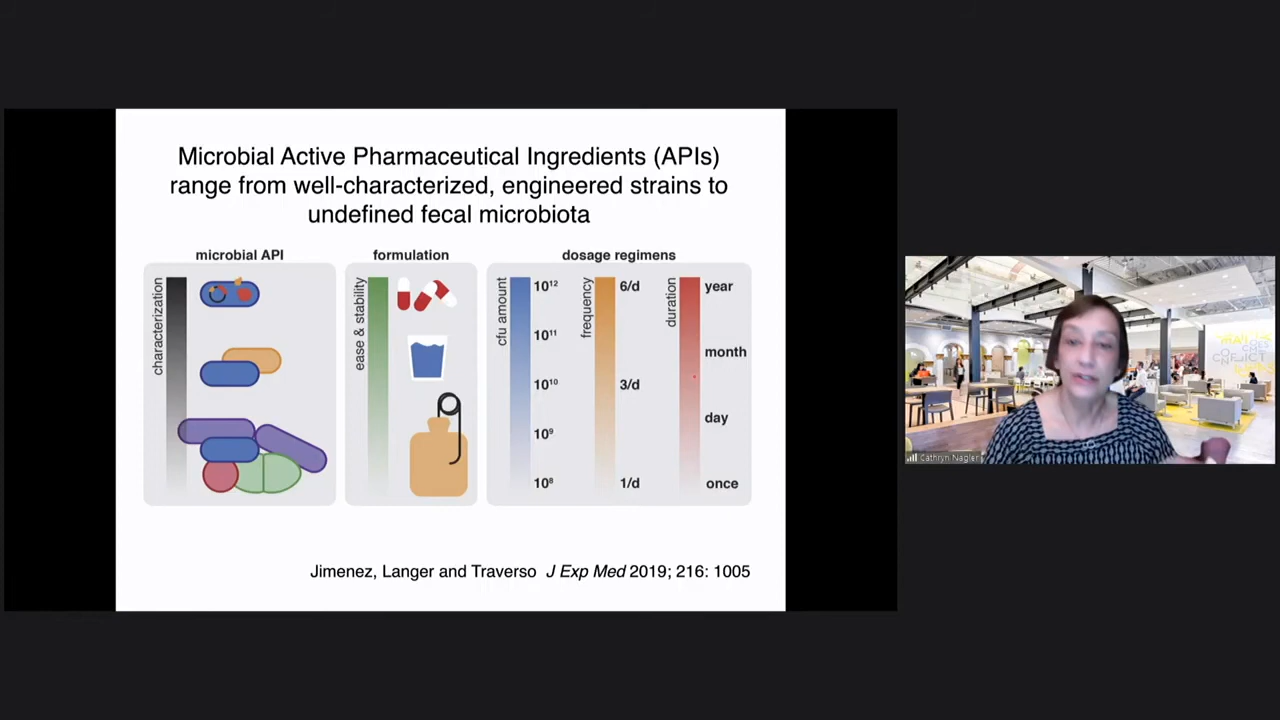 Microbial Active Pharmaceutical Ingredients (APIs)
range from well-characterized, engineered strains to
undefined fecal microbiota
microbial API
formulation
dosage regimens
characterization
ease & stability
cfu amount
10¹²
10¹¹
10¹⁰
10⁹
10⁸
frequency
6/d
3/d
1/d
duration
year
month
day
once
Jimenez, Langer and Traverso J Exp Med 2019; 216: 1005
Cathryn Nagler